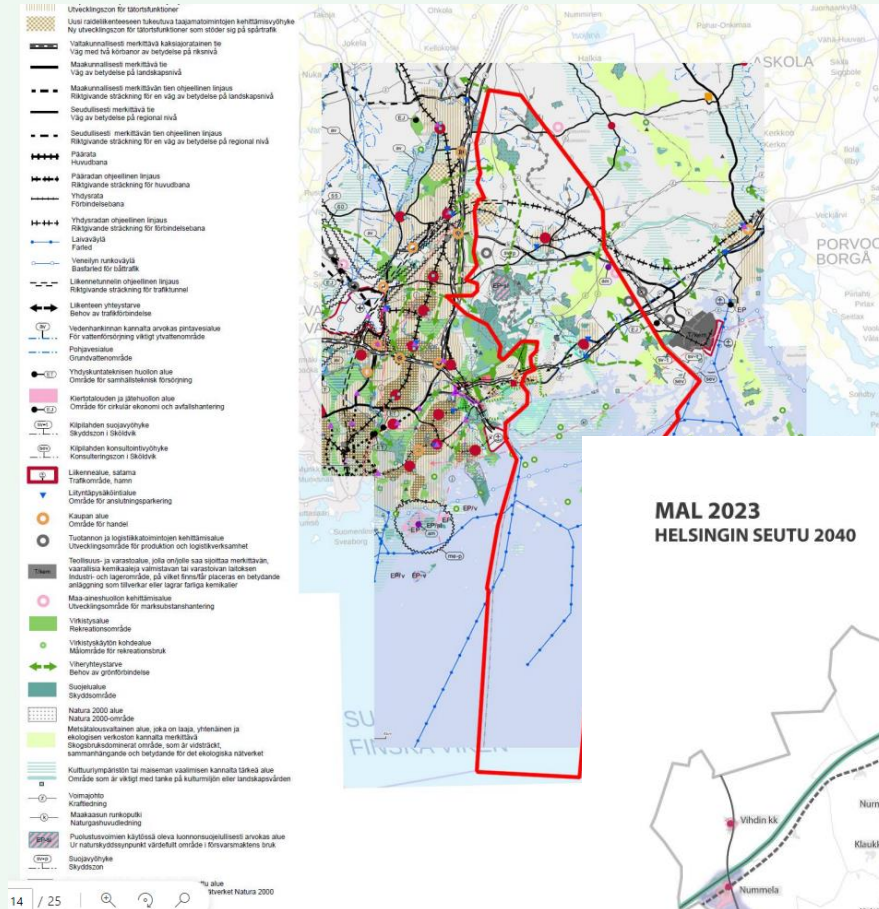 Utvecklingszon för tätortsfunktioner
Uusi raideliikenteeseen tukeutuva taajamatoimintojen kehittämisvyöhyke
Ny utvecklingszon för tätortsfunktioner som stöder sig på spårtrafik
Valtakunnallisesti merkittävä kaksiajoratainen tie
Väg med två körbanor av betydelse på riksnivå
Maakunnallisesti merkittävä tie
Väg av betydelse på landskapsnivå
Maakunnallisesti merkittävän tien ohjeellinen linjaus
Riktgivande sträckning för en väg av betydelse på landskapsnivå
Seudullisesti merkittävä tie
Väg av betydelse på regional nivå
Seudullisesti merkittävän tien ohjeellinen linjaus
Riktgivande sträckning för en väg av betydelse på regional nivå
Päärata
Huvudbana
Pääradan ohjeellinen linjaus
Riktgivande sträckning för huvudbana
Yhdysrata
Förbindelsebana
Yhdysradan ohjeellinen linjaus
Riktgivande sträckning för förbindelsebana
Laivaväylä
Farled
Veneilyn runkoväylä
Basfarled för båttrafik
Liikennetunnelin ohjeellinen linjaus
Riktgivande sträckning för trafiktunnel
Liikenteen yhteystarve
Behov av trafikförbindelse
Vedenhankinnan kannalta arvokas pintavesialue
För vattenförsörjning viktigt ytvattenområde
Pohjavesialue
Grundvattenområde
Yhdyskuntateknisen huollon alue
Område för samhällsteknisk försörjning
Kiertotalouden ja jätehuollon alue
Område för cirkulär ekonomi och avfallshantering
Kilpilahden suojavyöhyke
Skyddszon i Sköldvik
Kilpilahden konsultointivyöhyke
Konsulteringszon i Sköldvik
Liikennealue, satama
Trafikområde, hamn
Liityntäpysäköintialue
Område för anslutningsparkering
Kaupan alue
Område för handel
Tuotannon ja logistiikkatoimintojen kehittämisalue
Utvecklingsområde för produktion och logistikverksamhet
Teollisuus- ja varastoalue, jolla on/jolle saa sijoittaa merkittävän,
vaarallisia kemikaaleja valmistavan tai varastoivan laitoksen
Industri- och lagerområde, på vilket finns/får placeras en betydande
anläggning som tillverkar eller lagrar farliga kemikalier
Maa-aineshuollon kehittämisalue
Utvecklingsområde för marksubstanshantering
Virkistysalue
Rekreationsområde
Virkistyskäytön kohdealue
Målområde för rekreationsbruk
Viheryhteystarve
Behov av grönförbindelse
Suojelualue
Skyddsområde
Natura 2000 alue
Natura 2000-område
Metsätalousvaltainen alue, joka on laaja, yhtenäinen ja
ekologisen verkoston kannalta merkittävä
Skogsbruksdominerat område, som är vidsträckt,
sammanhängande och betydande för det ekologiska nätverket
Kulttuuriympäristön tai maiseman vaalimisen kannalta tärkeä alue
Område som är viktigt med tanke på kulturmiljön eller landskapsvården
Voimajohto
Kraftledning
Maakaasun runkoputki
Naturgashuvudledning
Puolustusvoimien käytössä oleva luonnonsuojelullisesti arvokas alue
Ur naturskyddssynpunkt värdefullt område i försvarsmaktens bruk
Suojavyöhyke
Skyddszon
14 / 25
ASKOLA
PORVOO
BORGÅ
FINSKA VIKEN
MAL 2023
HELSINGIN SEUTU 2040
Vihdin kk
Nummela